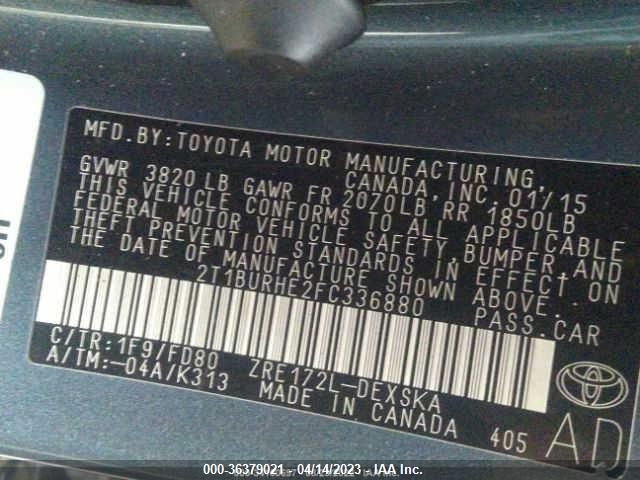 MFD. BY: TOYOTA MOTOR MANUFACTURING,
CANADA, INC. 01/15
GVWR 3820 LB GAWR FR 2070LB RR 1850LB
THIS VEHICLE CONFORMS TO ALL APPLICABLE
FEDERAL MOTOR VEHICLE SAFETY, BUMPER, AND
THEFT PREVENTION STANDARDS IN EFFECT ON
THE DATE OF MANUFACTURE SHOWN ABOVE.
2T1BURHE2FC336880 PASS. CAR
C/TR: 1F9/FD80 ZRE172L-DEXSKA
A/TM: -04A/K313 MADE IN CANADA 405
AD
000-36379021 - 04/14/2023 - IAA Inc.